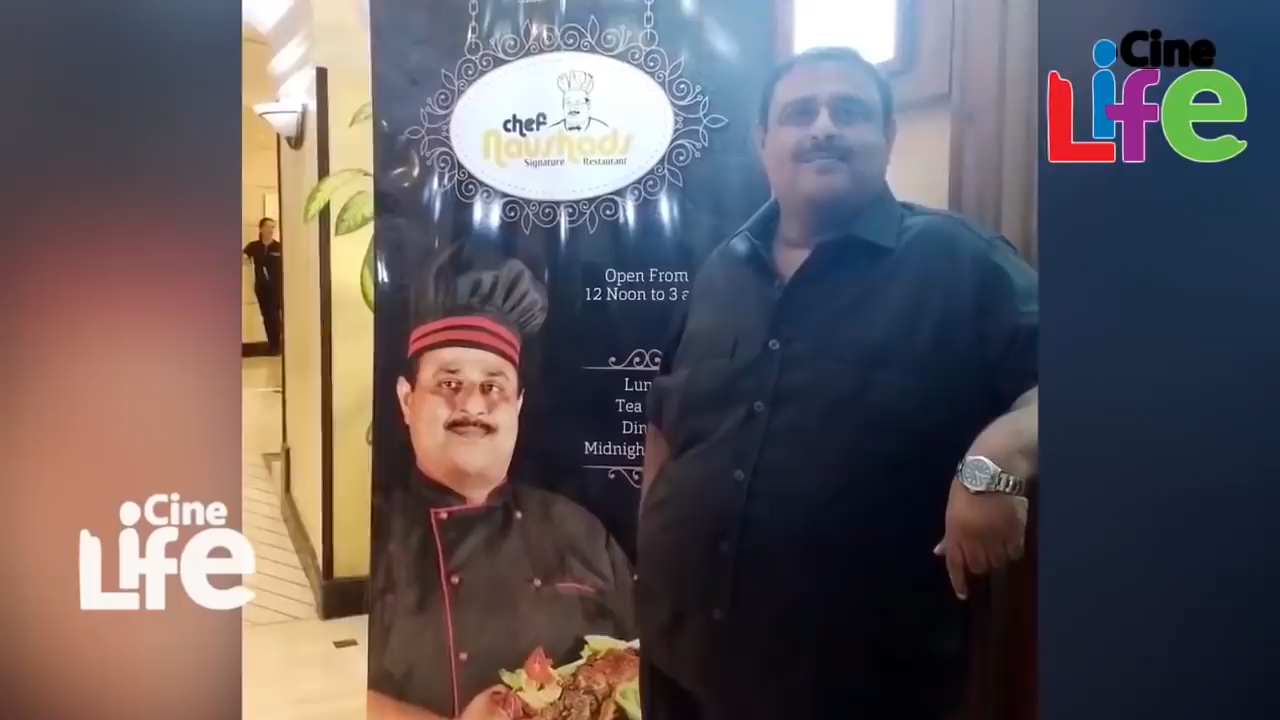 Cine
Life
chef
Naushads
Signature Restaurant
Open From
12 Noon to 3 a
Lun
Tea
Din
Midnigh
Cine
Life